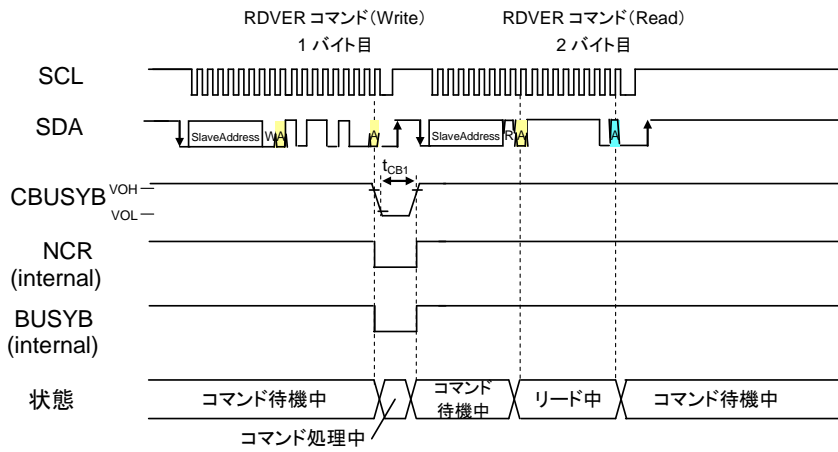 RDVER コマンド（Write）
1 バイト目
RDVER コマンド（Read）
2 バイト目
SCL
SDA
SlaveAddress W A A SlaveAddress R A A
tCB1
CBUSYB
VOH
VOL
NCR
(internal)
BUSYB
(internal)
状態
コマンド待機中
コマンド処理中
コマンド
待機中
リード中
コマンド待機中